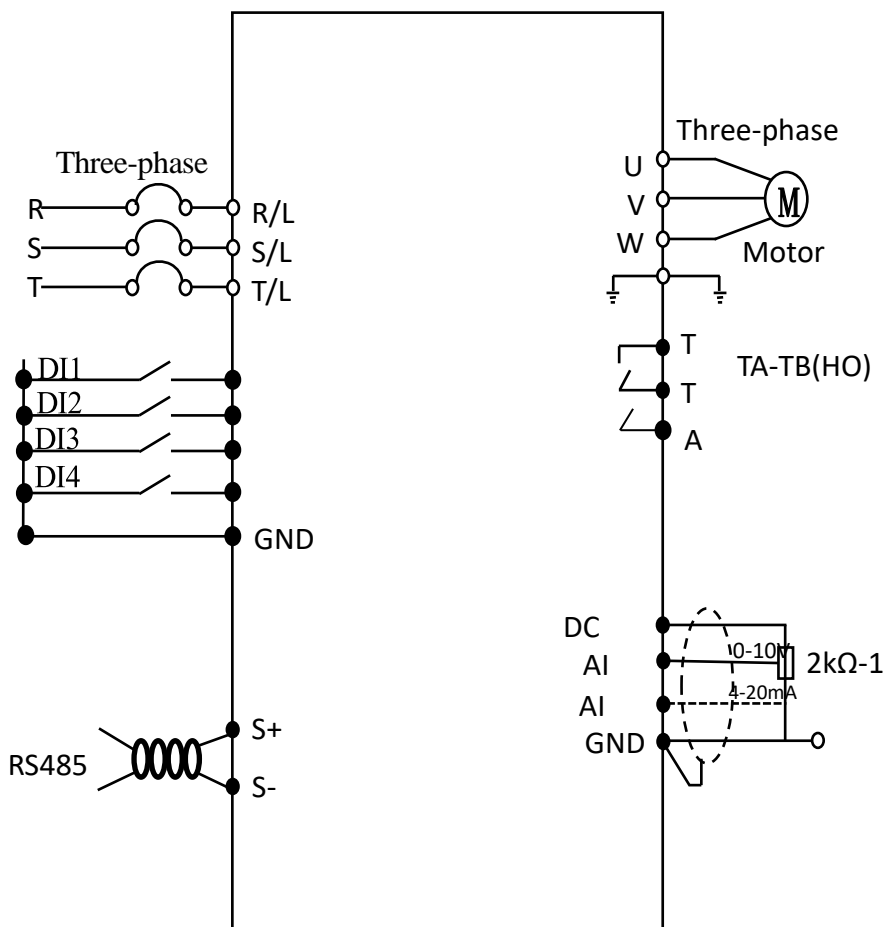 Three-phase
R
R/L
S
S/L
T
T/L
DI1
DI2
DI3
DI4
GND
RS485
S+
S-
Three-phase
U
V
W
M
Motor
T
T
A
TA-TB(HO)
DC
AI
0-10V
2kΩ-1
AI
4-20mA
GND